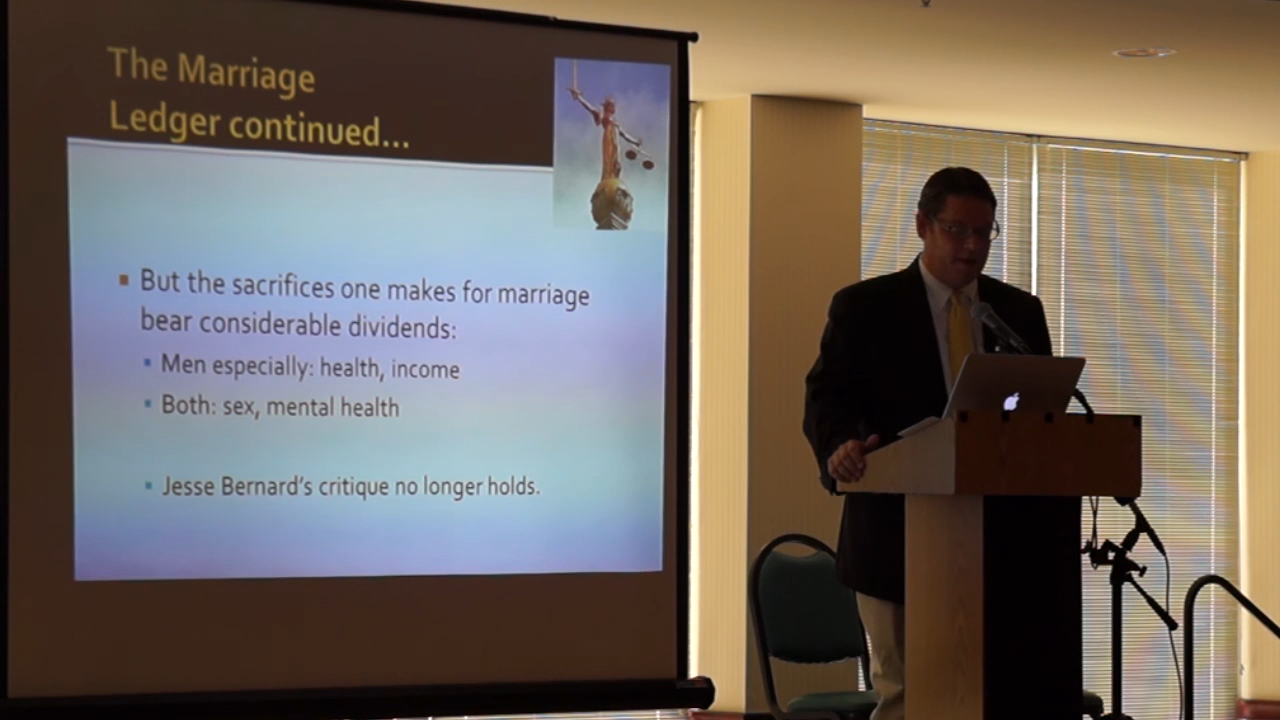 The Marriage
Ledger continued...
But the sacrifices one makes for marriage
bear considerable dividends:
Men especially: health, income
Both: sex, mental health
Jesse Bernard's critique no longer holds.